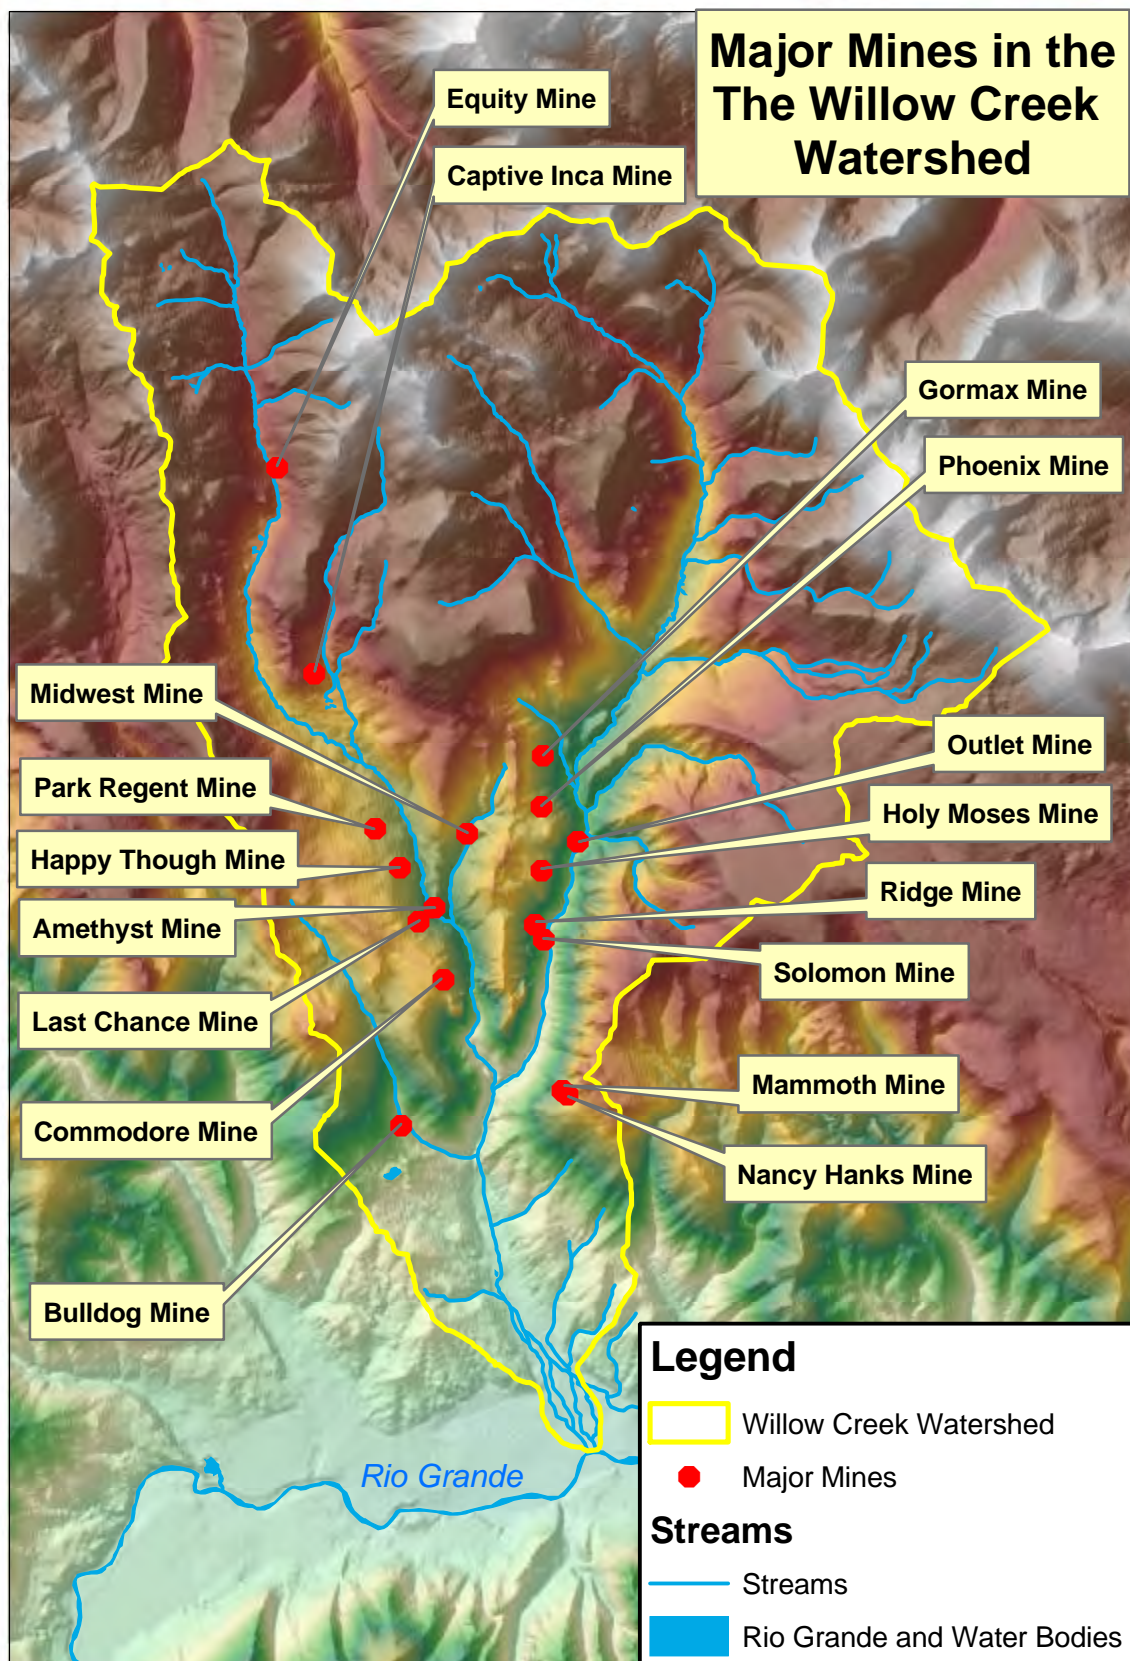 Major Mines in the
The Willow Creek
Watershed
Equity Mine
Captive Inca Mine
Gormax Mine
Phoenix Mine
Midwest Mine
Outlet Mine
Park Regent Mine
Holy Moses Mine
Happy Though Mine
Ridge Mine
Amethyst Mine
Solomon Mine
Last Chance Mine
Mammoth Mine
Commodore Mine
Nancy Hanks Mine
Bulldog Mine
Rio Grande
Legend
Willow Creek Watershed
Major Mines
Streams
Streams
Rio Grande and Water Bodies